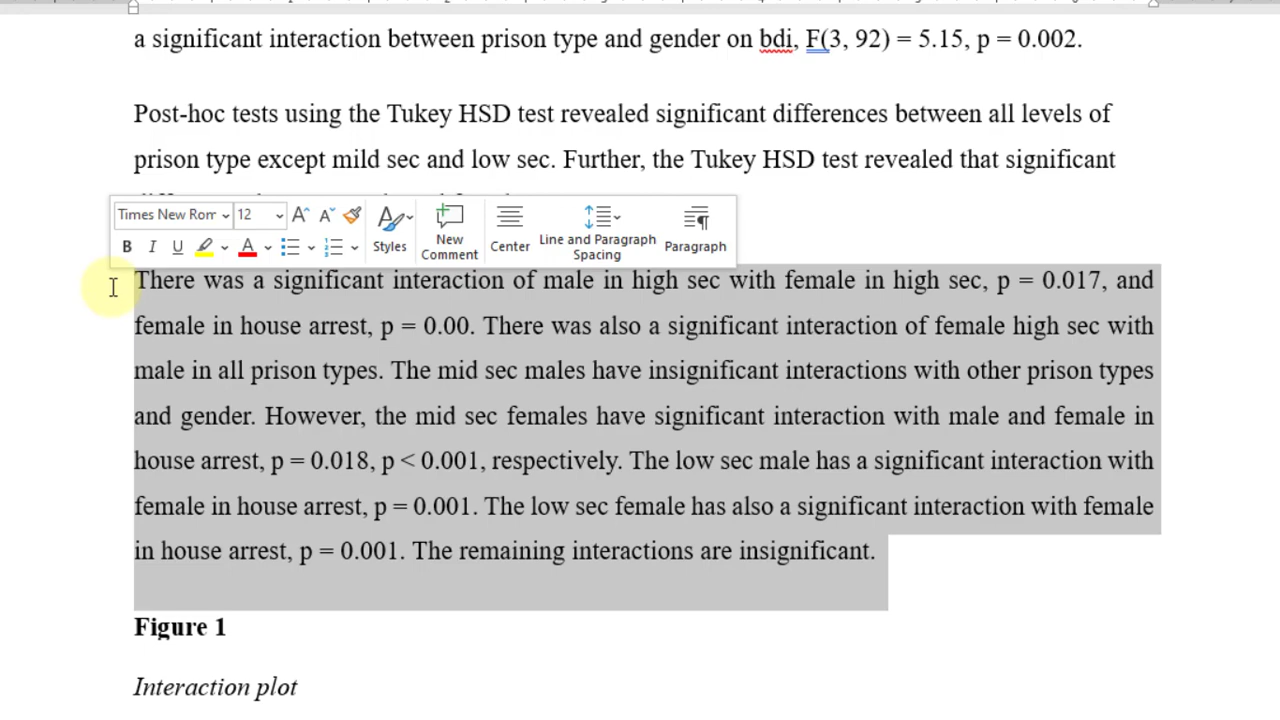 a significant interaction between prison type and gender on bdi, F(3, 92) = 5.15, p = 0.002.
Post-hoc tests using the Tukey HSD test revealed significant differences between all levels of
prison type except mild sec and low sec. Further, the Tukey HSD test revealed that significant
Times New Ror 12
Styles
New Comment
Center
Line and Paragraph Spacing
Paragraph
B I U A
There was a significant interaction of male in high sec with female in high sec, p = 0.017, and
female in house arrest, p = 0.00. There was also a significant interaction of female high sec with
male in all prison types. The mid sec males have insignificant interactions with other prison types
and gender. However, the mid sec females have significant interaction with male and female in
house arrest, p = 0.018, p < 0.001, respectively. The low sec male has a significant interaction with
female in house arrest, p = 0.001. The low sec female has also a significant interaction with female
in house arrest, p = 0.001. The remaining interactions are insignificant.
Figure 1
Interaction plot